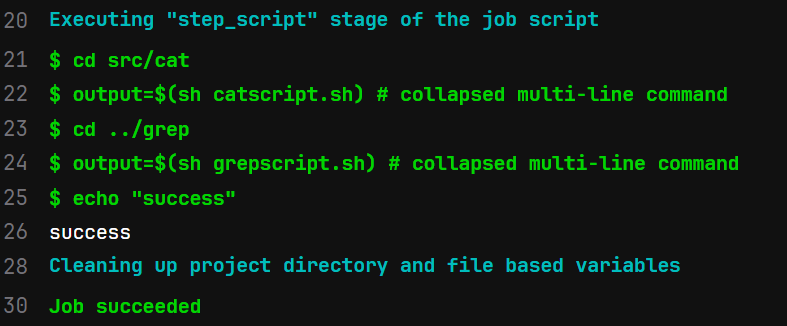 20 Executing "step_script" stage of the job script
21 $ cd src/cat
22 $ output=$(sh catscript.sh) # collapsed multi-line command
23 $ cd ../grep
24 $ output=$(sh grepscript.sh) # collapsed multi-line command
25 $ echo "success"
26 success
28 Cleaning up project directory and file based variables
30 Job succeeded